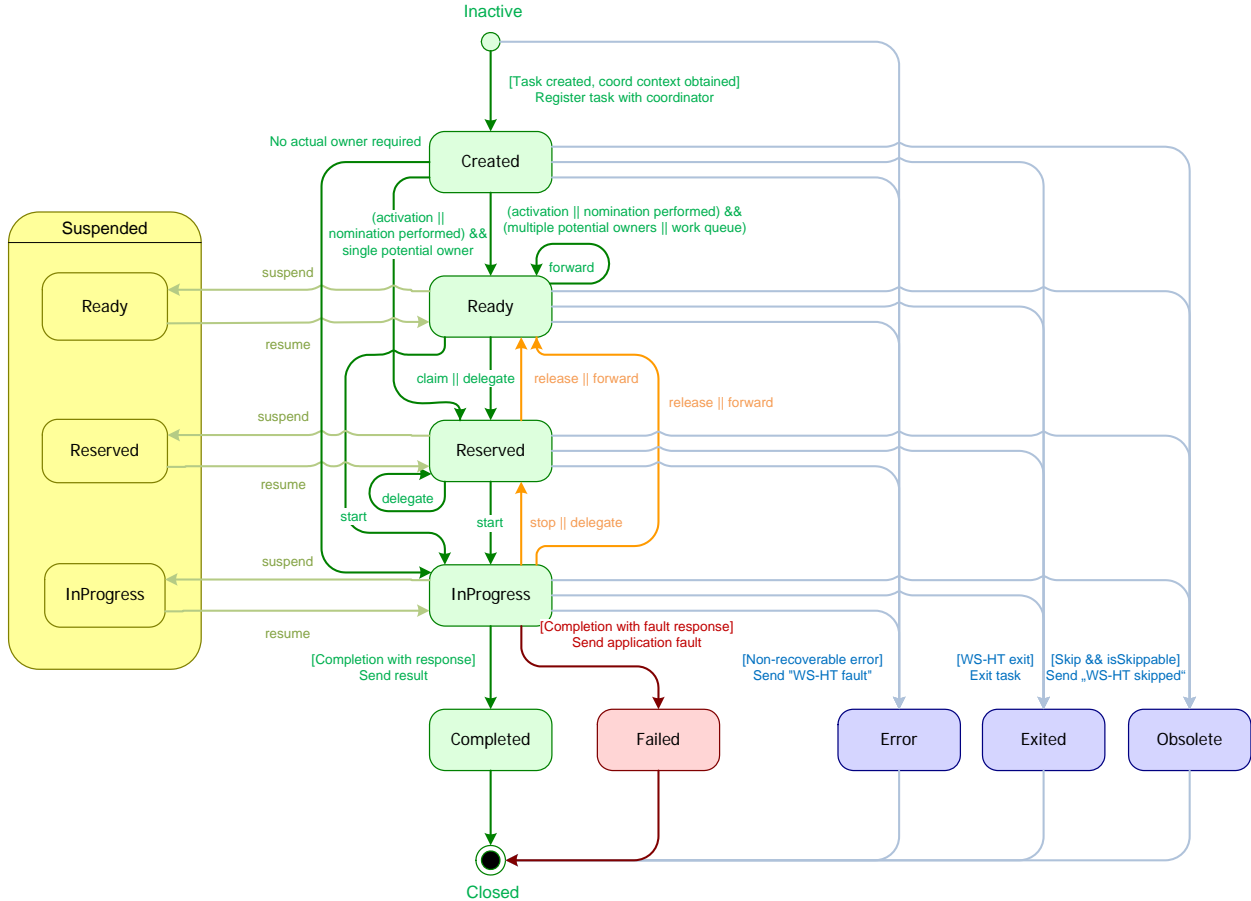 Inactive
[Task created, coord context obtained]
Register task with coordinator
No actual owner required
Created
(activation ||
nomination performed) &&
single potential owner
(activation || nomination performed) &&
(multiple potential owners || work queue)
Suspended
forward
suspend
Ready
Ready
resume
claim || delegate
release || forward
release || forward
suspend
Reserved
Reserved
resume
delegate
start
start
stop || delegate
suspend
InProgress
InProgress
resume
[Completion with fault response]
Send application fault
[Completion with response]
Send result
[Non-recoverable error]
Send "WS-HT fault"
[WS-HT exit]
Exit task
[Skip && isSkippable]
Send „WS-HT skipped“
Completed
Failed
Error
Exited
Obsolete
Closed